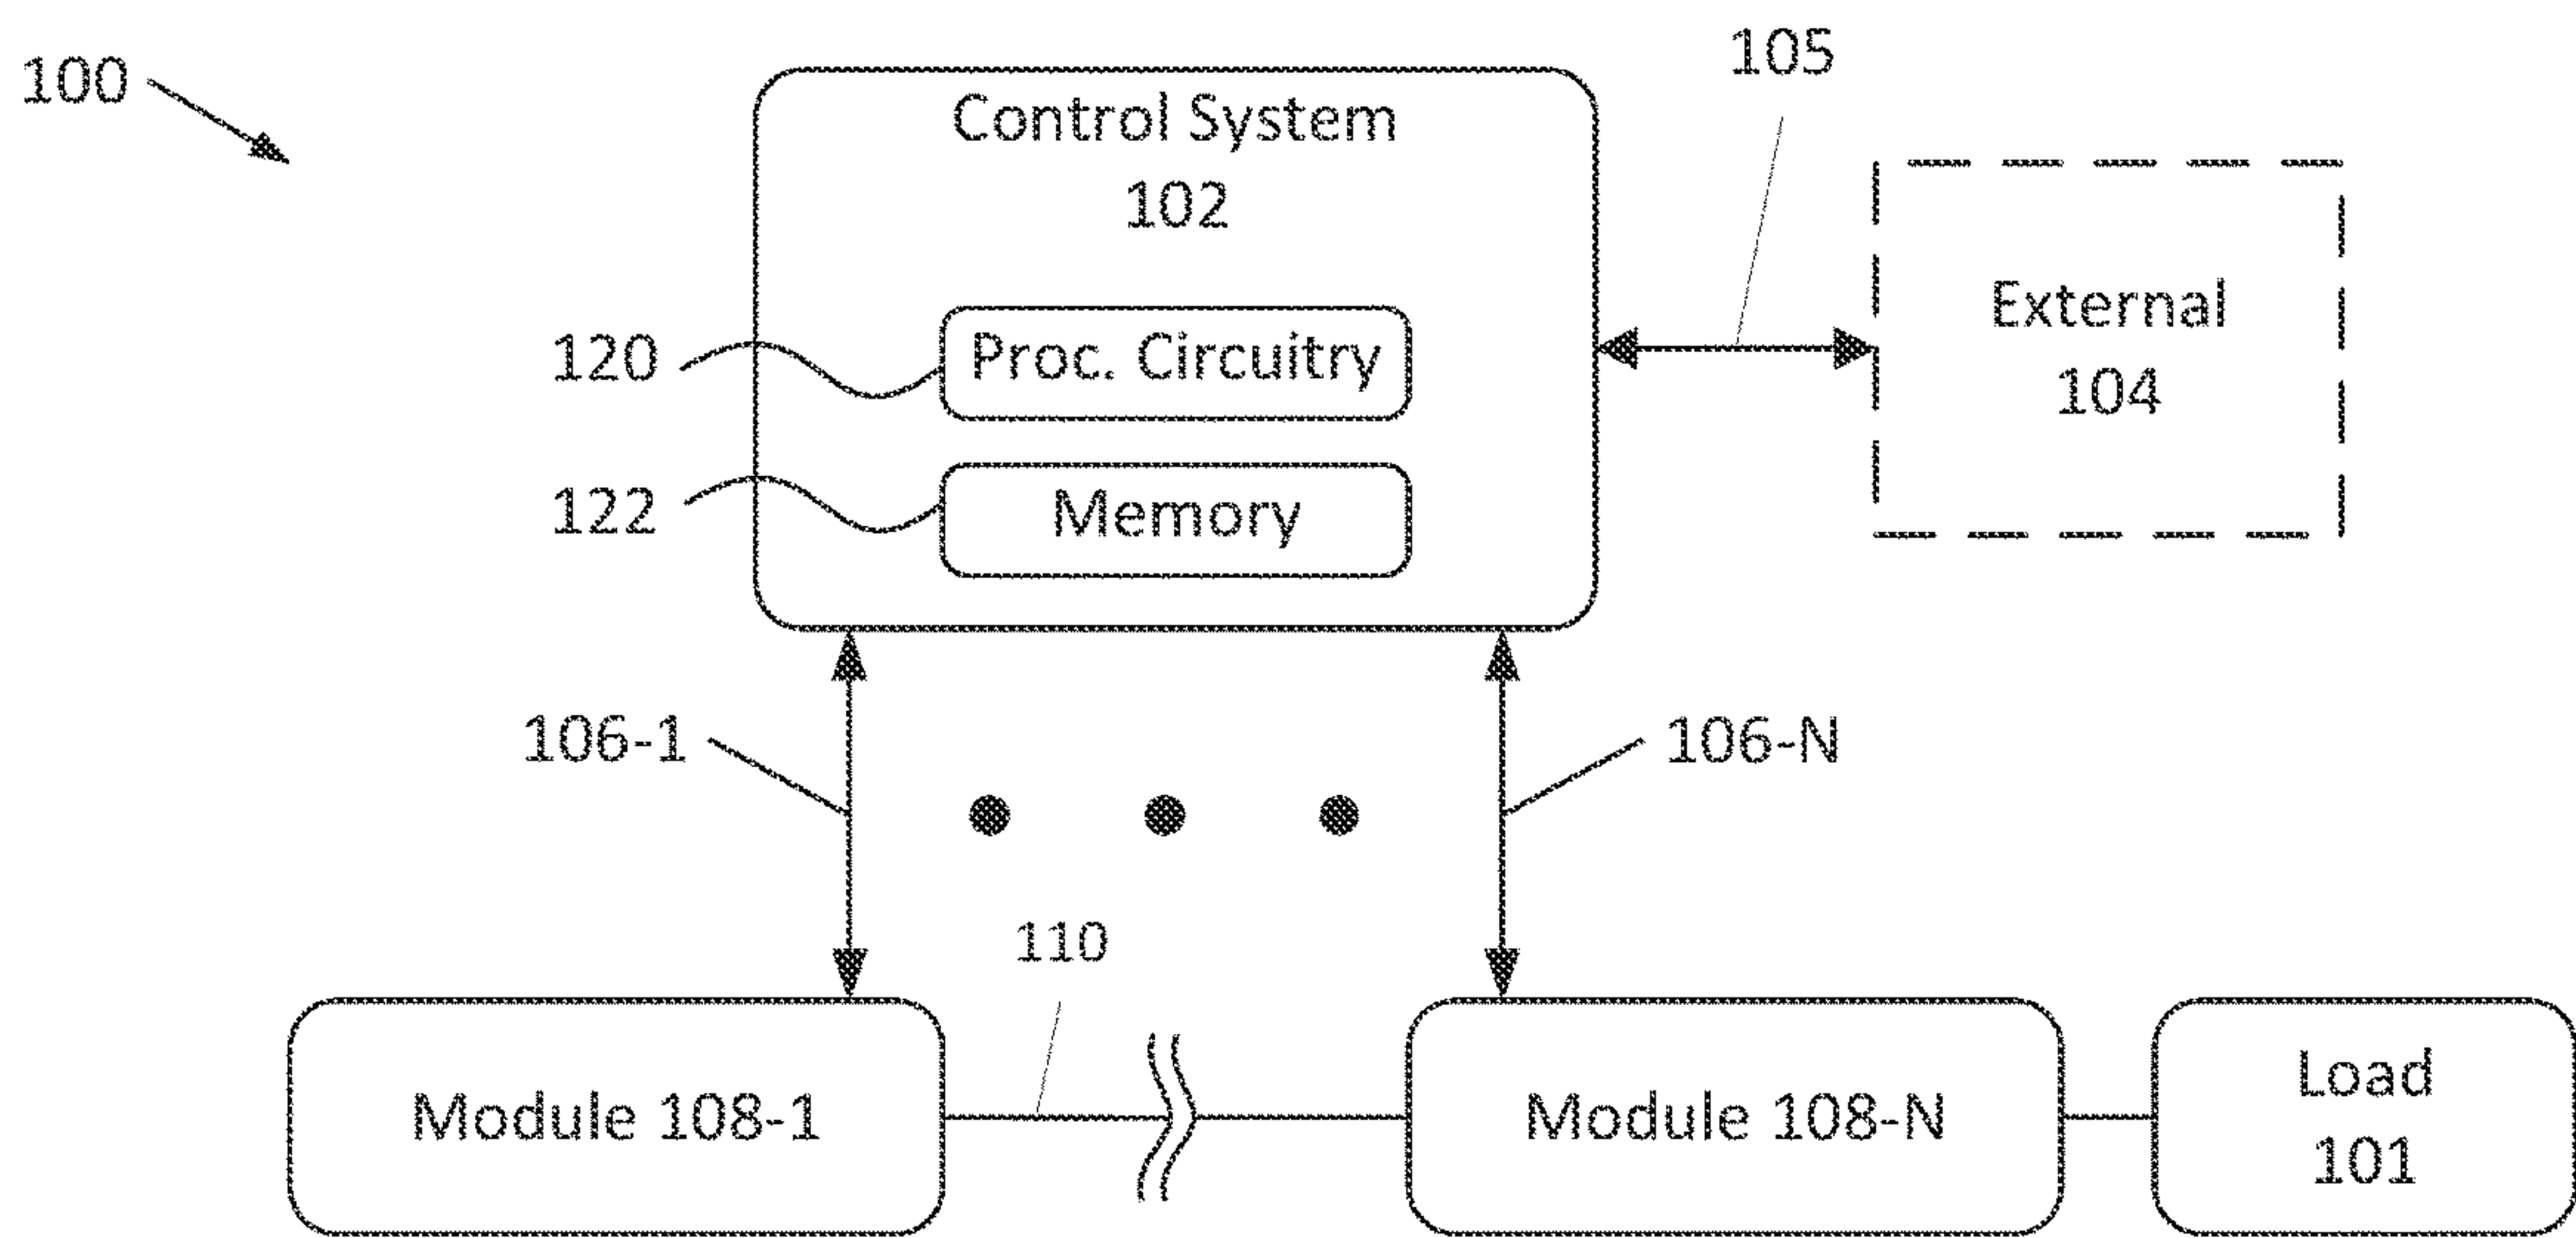 100
105
Control System
102
External
104
120
Proc. Circuitry
122
Memory
106-1
106-N
110
Module 108-1
Module 108-N
Load
101